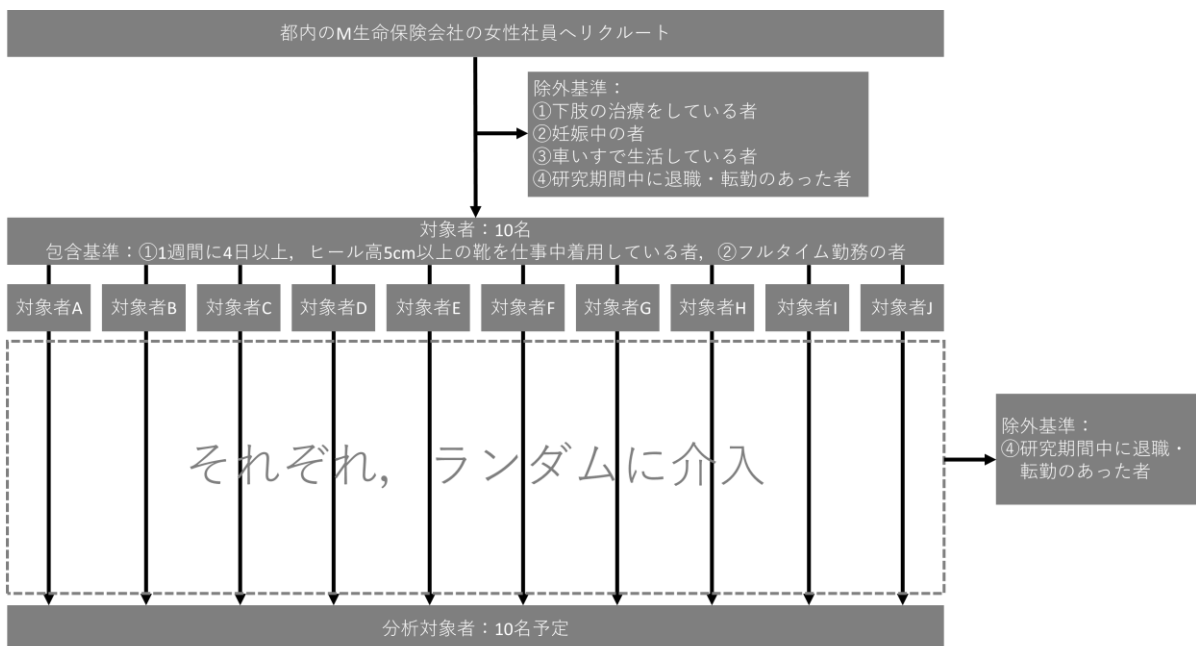 都内のM生命保険会社の女性社員へリクルート
除外基準：
①下肢の治療をしている者
②妊娠中の者
③車いすで生活している者
④研究期間中に退職・転勤のあった者
対象者：10名
包含基準：①1週間に4日以上，ヒール高5cm以上の靴を仕事中着用している者，②フルタイム勤務の者
対象者A
対象者B
対象者C
対象者D
対象者E
対象者F
対象者G
対象者H
対象者I
対象者J
それぞれ，ランダムに介入
除外基準：
④研究期間中に退職・
転勤のあった者
分析対象者：10名予定